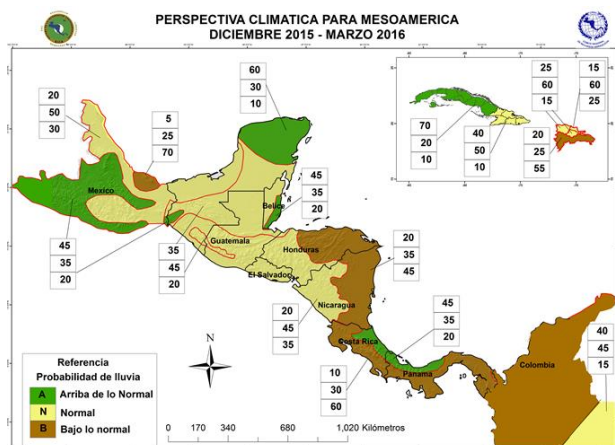 PERSPECTIVA CLIMATICA PARA MESOAMERICA
DICIEMBRE 2015 - MARZO 2016
20
50
30
5
25
70
60
30
10
25
60
15
15
60
25
70
20
10
40
50
10
20
25
55
Mexico
Belice
45
35
20
45
35
20
35
45
20
Guatemala
Honduras
El Salvador
20
35
45
Nicaragua
20
45
35
45
35
20
Costa Rica
Panama
Colombia
40
45
15
10
30
60
N
Referencia
Probabilidad de lluvia
A Arriba de lo Normal
N Normal
B Bajo lo normal
0 170 340 680 1,020 Kilómetros